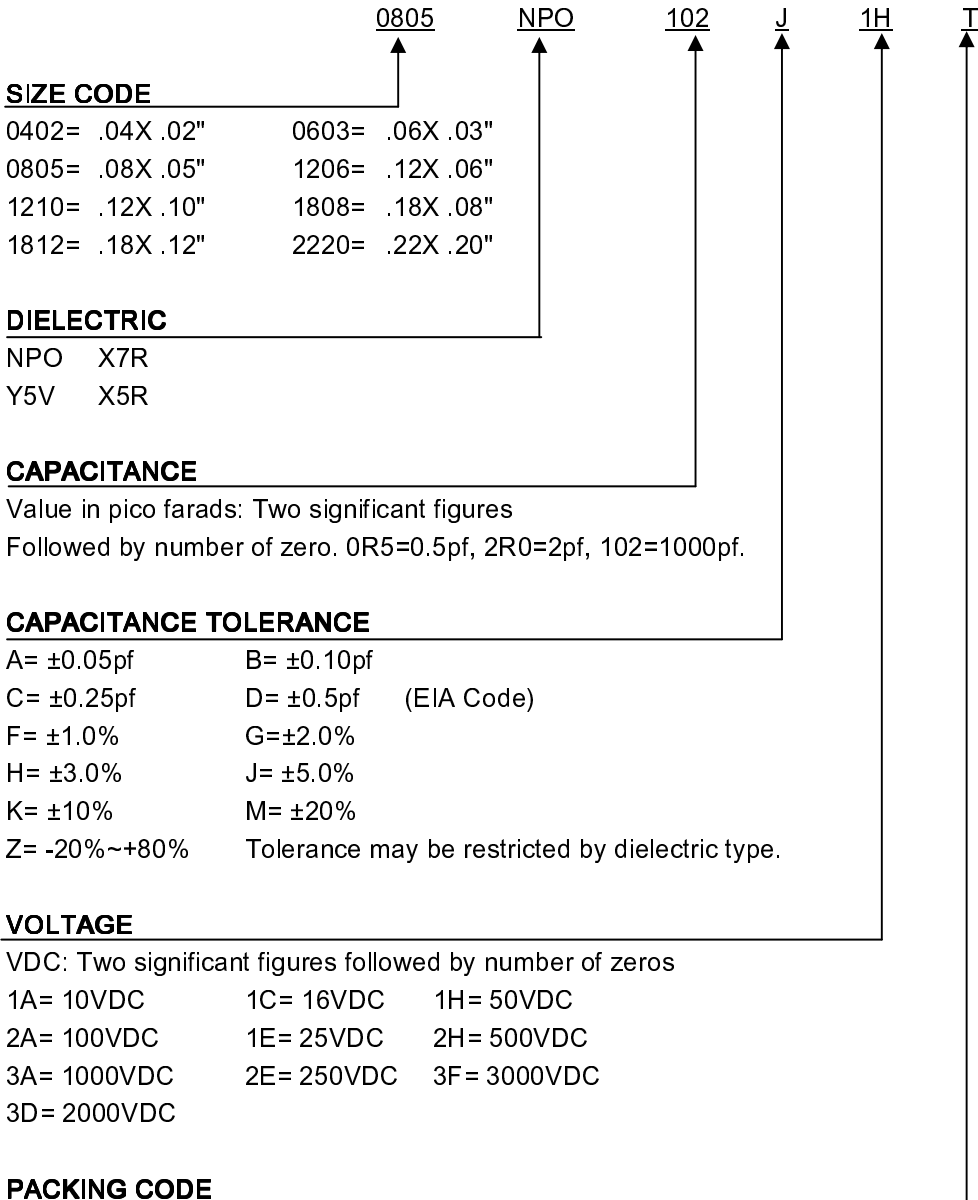 0805 NPO 102 J 1H T
SIZE CODE
0402= .04X .02" 0603= .06X .03"
0805= .08X .05" 1206= .12X .06"
1210= .12X .10" 1808= .18X .08"
1812= .18X .12" 2220= .22X .20"
DIELECTRIC
NPO X7R
Y5V X5R
CAPACITANCE
Value in pico farads: Two significant figures
Followed by number of zero. 0R5=0.5pf, 2R0=2pf, 102=1000pf.
CAPACITANCE TOLERANCE
A= ±0.05pf B= ±0.10pf
C= ±0.25pf D= ±0.5pf (EIA Code)
F= ±1.0% G=±2.0%
H= ±3.0% J= ±5.0%
K= ±10% M= ±20%
Z= -20%~+80% Tolerance may be restricted by dielectric type.
VOLTAGE
VDC: Two significant figures followed by number of zeros
1A= 10VDC 1C= 16VDC 1H= 50VDC
2A= 100VDC 1E= 25VDC 2H= 500VDC
3A= 1000VDC 2E= 250VDC 3F= 3000VDC
3D= 2000VDC
PACKING CODE